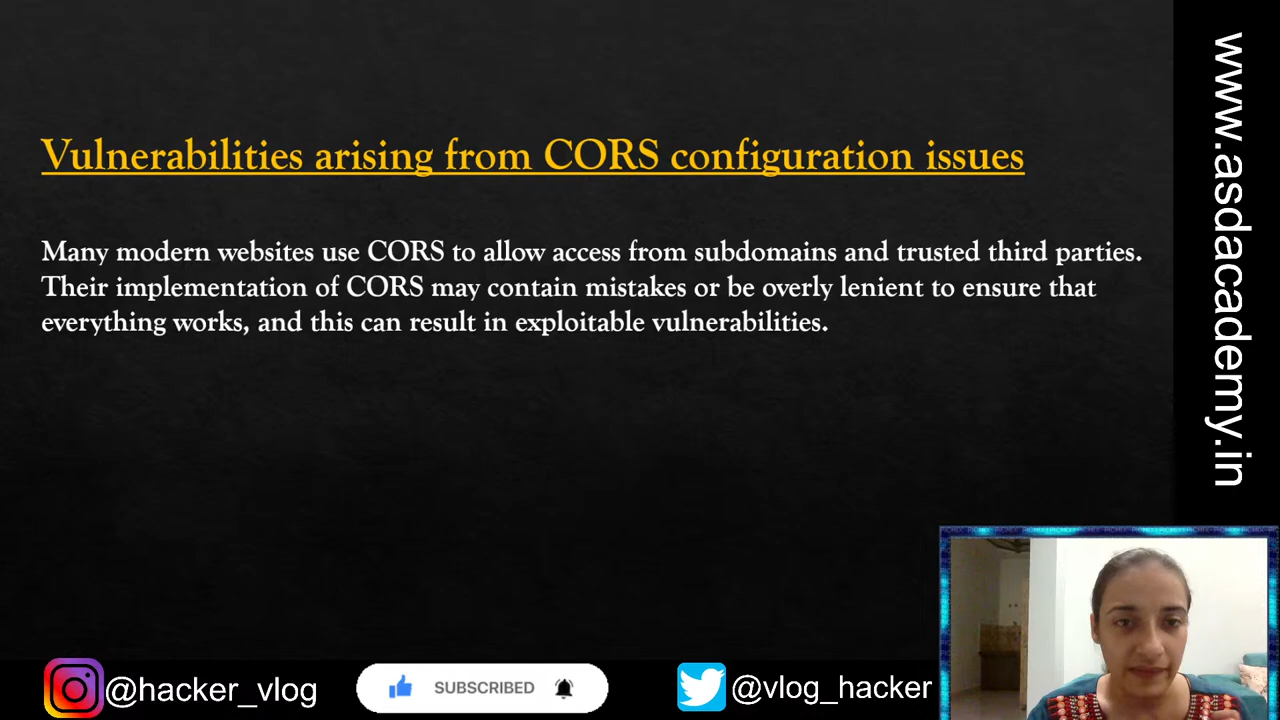 Vulnerabilities arising from CORS configuration issues
Many modern websites use CORS to allow access from subdomains and trusted third parties.
Their implementation of CORS may contain mistakes or be overly lenient to ensure that
everything works, and this can result in exploitable vulnerabilities.
www.asdacademy.in
@hacker_vlog
SUBSCRIBED
@vlog_hacker